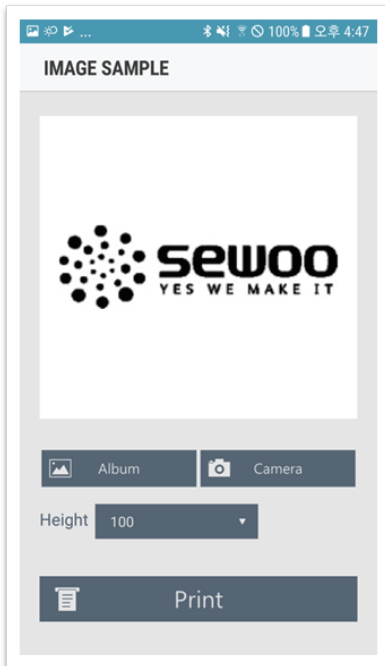 ... 100% 오후 4:47
IMAGE SAMPLE
sewoo
YES WE MAKE IT
Album Camera
Height 100
Print